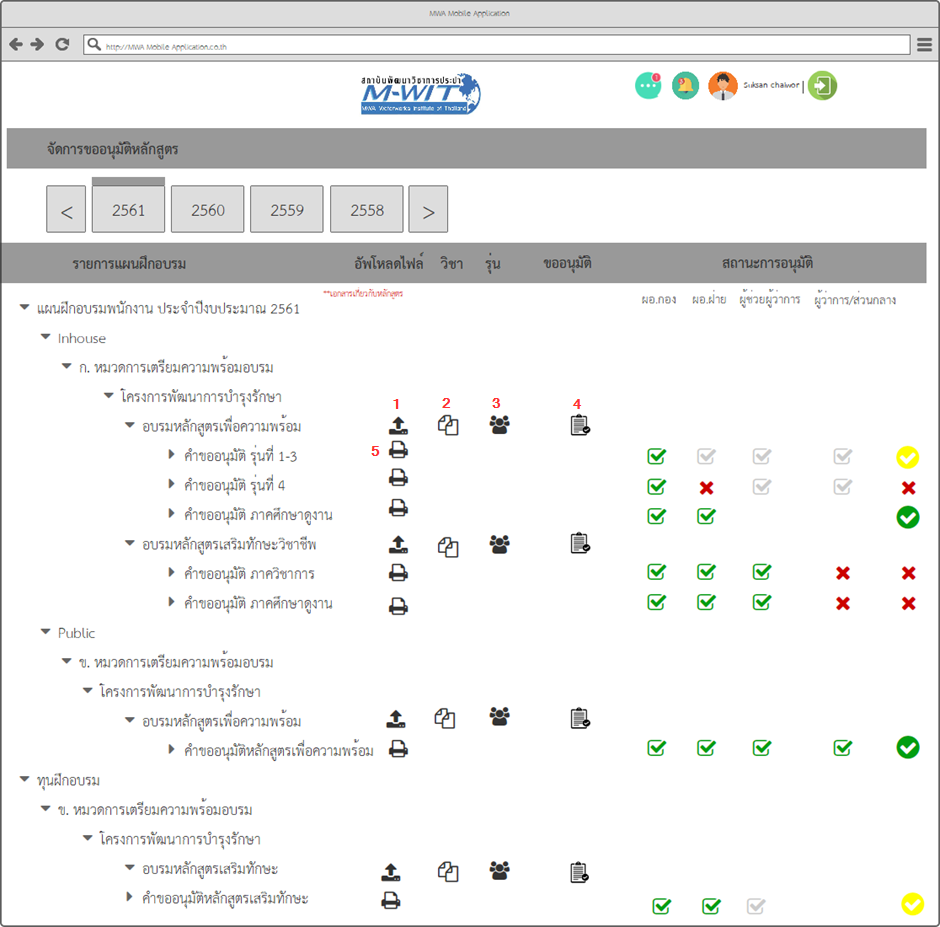 MWA Mobile Application
http://MWA Mobile Application.co.th
สถาบันพัฒนาวิชาการประปา
M-WIT
MWA Waterworks Institute of Thailand
1
3
Suksan chaiwor |
จัดการขออนุมัติหลักสูตร
< 2561 2560 2559 2558 >
รายการแผนฝึกอบรม อัพโหลดไฟล์ วิชา รุ่น ขออนุมัติ สถานะการอนุมัติ
**เอกสารเกี่ยวกับหลักสูตร
ผอ.กอง ผอ.ฝ่าย ผู้ช่วยผู้ว่าการ ผู้ว่าการ/ส่วนกลาง
แผนฝึกอบรมพนักงาน ประจำปีงบประมาณ 2561
Inhouse
ก. หมวดการเตรียมความพร้อมอบรม
โครงการพัฒนาการบำรุงรักษา
1 2 3 4
อบรมหลักสูตรเพื่อความพร้อม
คำขออนุมัติ รุ่นที่ 1-3 5
คำขออนุมัติ รุ่นที่ 4
คำขออนุมัติ ภาคศึกษาดูงาน
อบรมหลักสูตรเสริมทักษะวิชาชีพ
คำขออนุมัติ ภาควิชาการ
คำขออนุมัติ ภาคศึกษาดูงาน
Public
ข. หมวดการเตรียมความพร้อมอบรม
โครงการพัฒนาการบำรุงรักษา
อบรมหลักสูตรเพื่อความพร้อม
คำขออนุมัติหลักสูตรเพื่อความพร้อม
ทุนฝึกอบรม
ข. หมวดการเตรียมความพร้อมอบรม
โครงการพัฒนาการบำรุงรักษา
อบรมหลักสูตรเสริมทักษะ
คำขออนุมัติหลักสูตรเสริมทักษะ